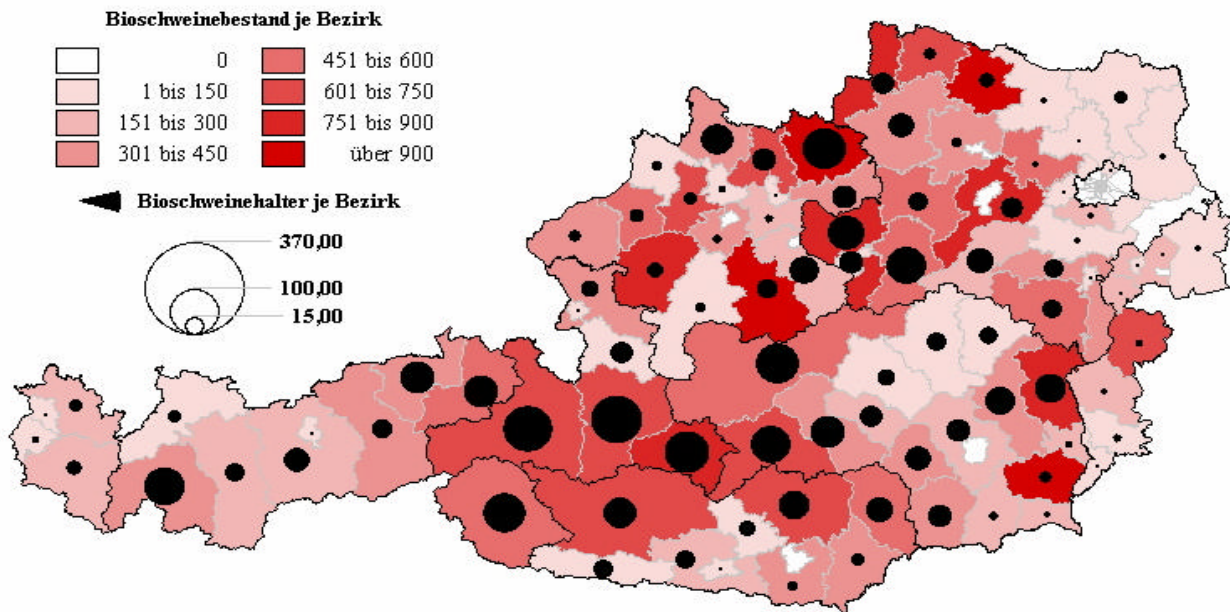 Bioschweinebestand je Bezirk
0
1 bis 150
151 bis 300
301 bis 450
451 bis 600
601 bis 750
751 bis 900
über 900
Bioschweinehalter je Bezirk
370,00
100,00
15,00